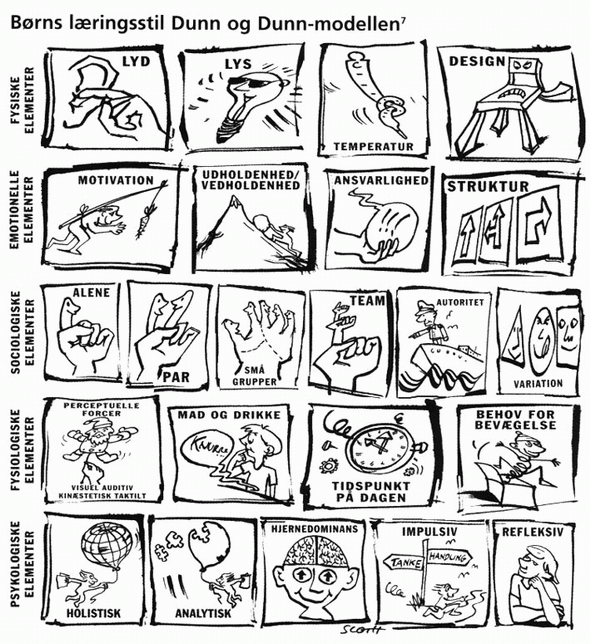 Børns læringsstil Dunn og Dunn-modellen⁷
FYSISKE
ELEMENTER
LYD
LYS
TEMPERATUR
DESIGN
EMOTIONELLE
ELEMENTER
MOTIVATION
UDHOLDENHED/
VEDHOLDENHED
ANSVARLIGHED
STRUKTUR
SOCIOLOGISKE
ELEMENTER
ALENE
PAR
SMÅ
GRUPPER
TEAM
AUTORITET
VARIATION
FYSIOLOGISKE
ELEMENTER
PERCEPTUELLE
FORCER
VISUEL AUDITIV
KINÆSTETISK TAKTILT
MAD OG DRIKKE
KNURR
TIDSPUNKT
PÅ DAGEN
BEHOV FOR
BEVÆGELSE
PSYKOLOGISKE
ELEMENTER
HOLISTISK
ANALYTISK
HJERNEDOMINANS
IMPULSIV
TANKE
HANDLING
REFLEKSIV